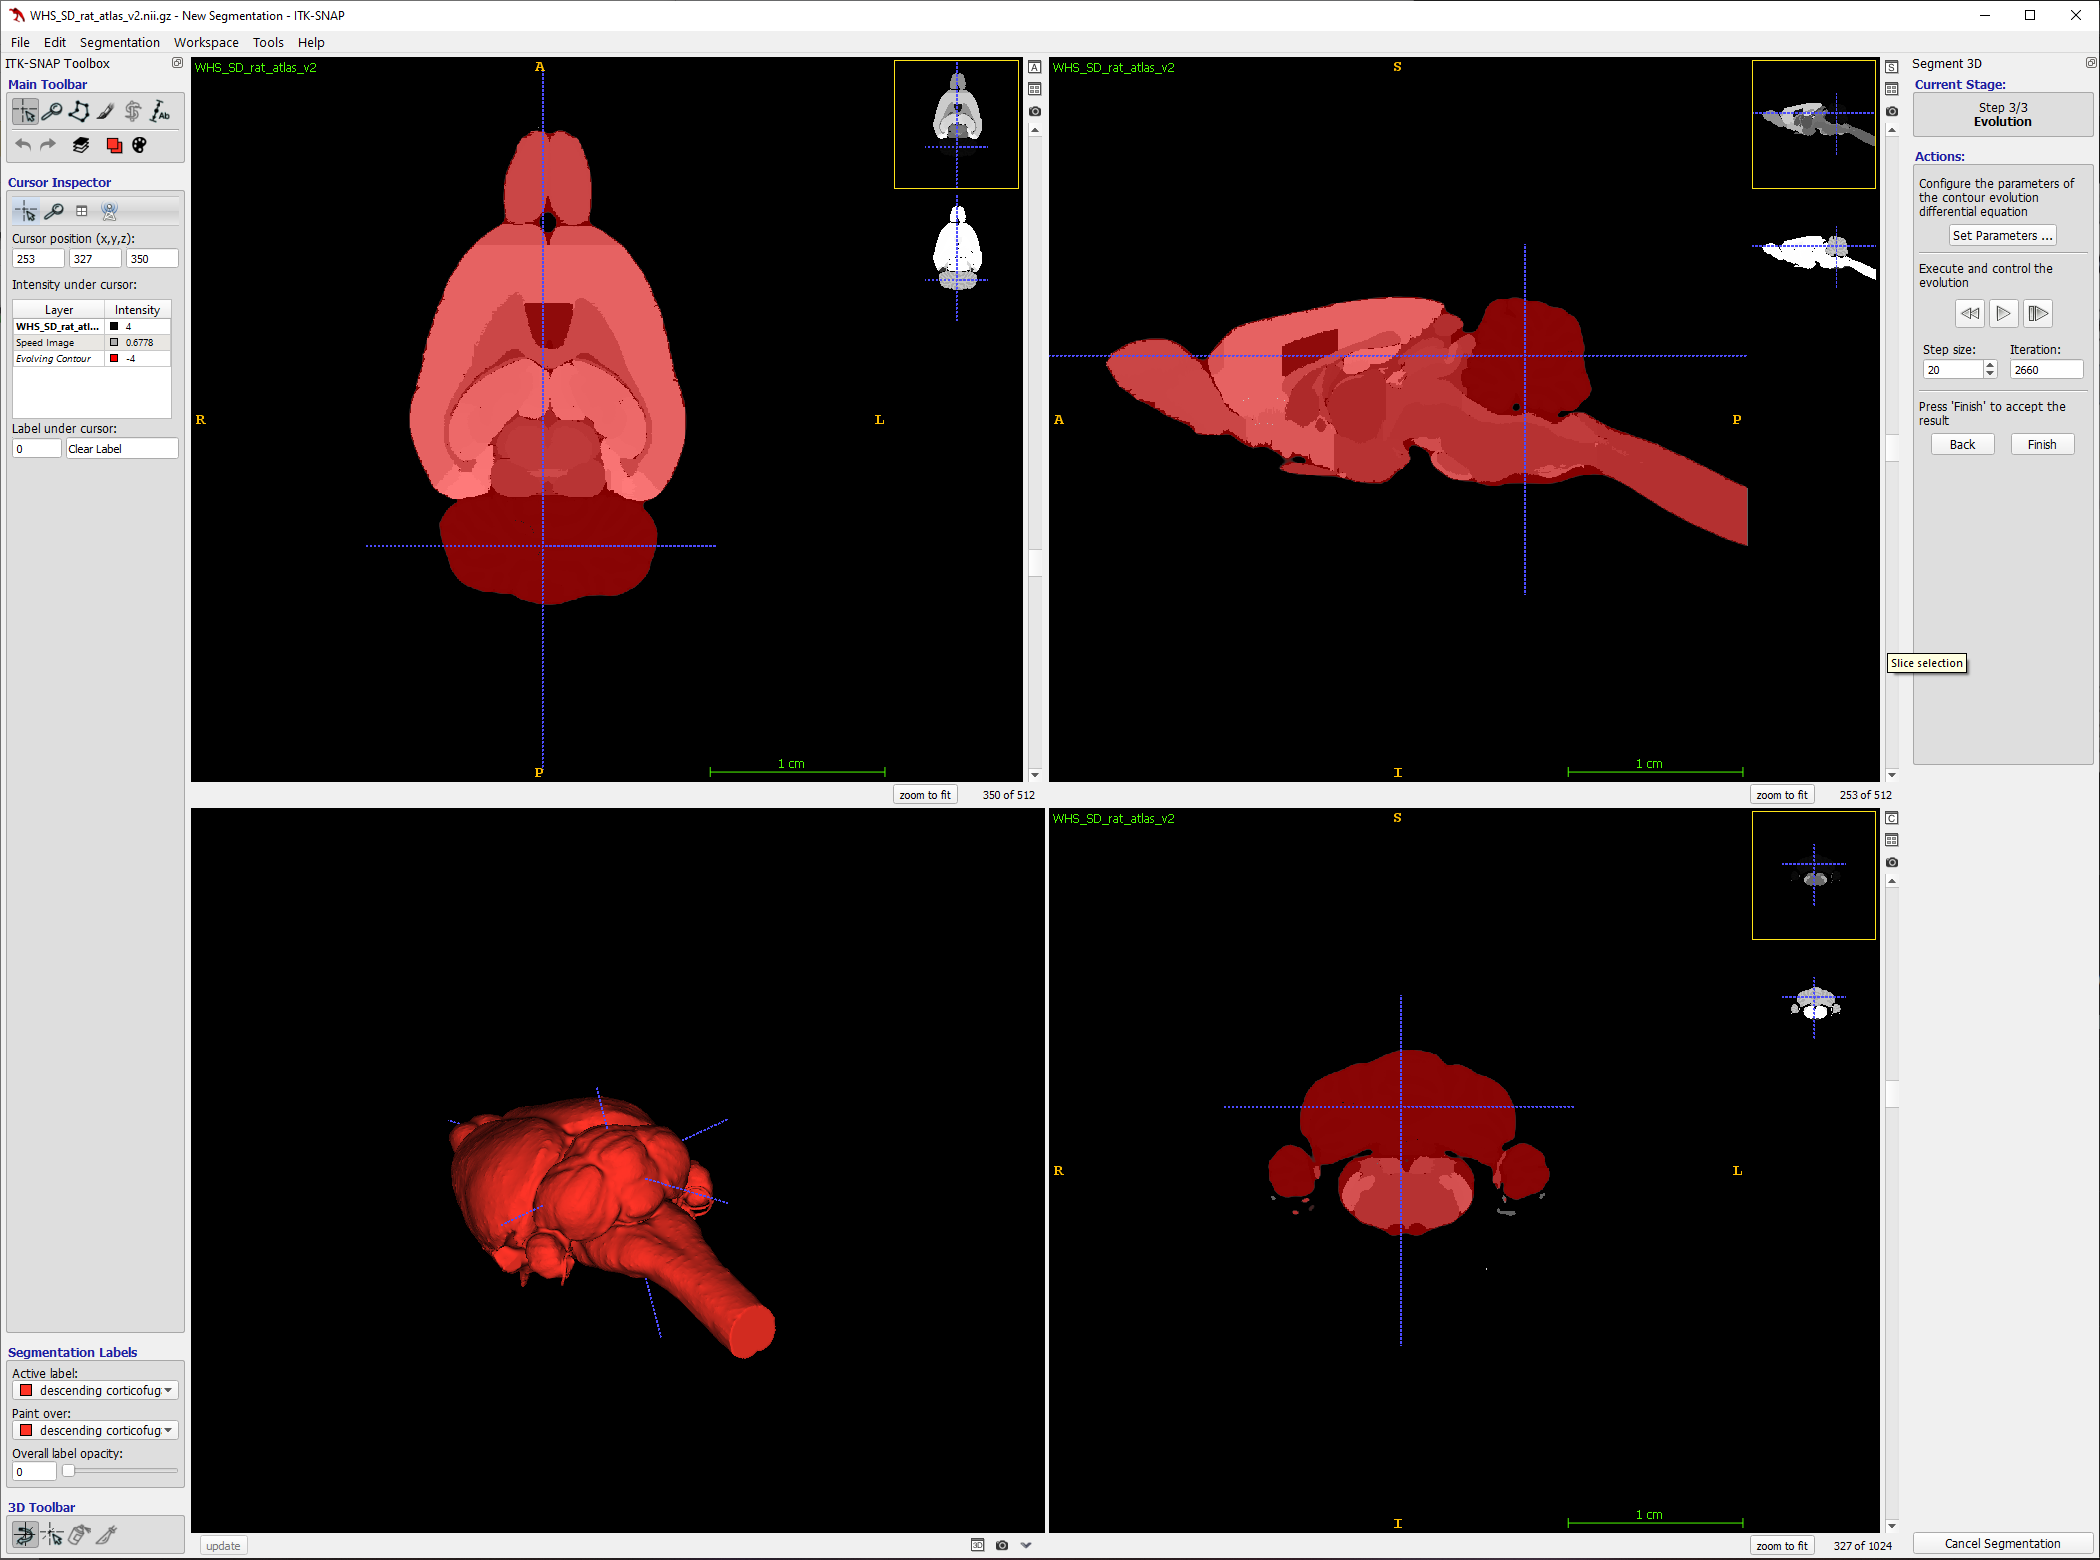 WHS_SD_rat_atlas_v2.nii.gz - New Segmentation - ITK-SNAP
File Edit Segmentation Workspace Tools Help
ITK-SNAP Toolbox
Main Toolbar
Ab
Cursor Inspector
Cursor position (x,y,z):
253 327 350
Intensity under cursor:
Layer Intensity
WHS_SD_rat_atl... 4
Speed Image 0.6778
Evolving Contour -4
Label under cursor:
0 Clear Label
Segmentation Labels
Active label:
descending corticofug
Paint over:
descending corticofug
Overall label opacity:
0
3D Toolbar
WHS_SD_rat_atlas_v2
A
R
L
P
1 cm
A
zoom to fit 350 of 512
WHS_SD_rat_atlas_v2
S
A
P
I
1 cm
S
zoom to fit 253 of 512
update
3D
WHS_SD_rat_atlas_v2
S
R
L
I
1 cm
C
zoom to fit 327 of 1024
Segment 3D
Current Stage:
Step 3/3
Evolution
Actions:
Configure the parameters of
the contour evolution
differential equation
Set Parameters ...
Execute and control the
evolution
Step size: Iteration:
20 2660
Press 'Finish' to accept the
result
Back Finish
Slice selection
Cancel Segmentation